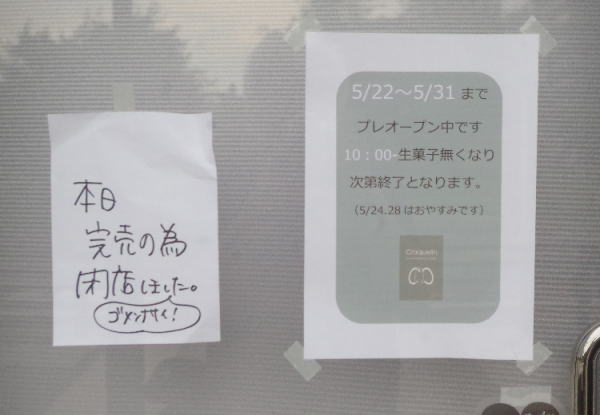 本日
完売の為
閉店しました。
ゴメンナサイ!
5/22～5/31 まで
プレオープン中です
10：00-生菓子無くなり
次第終了となります。
（5/24.28 はおやすみです）